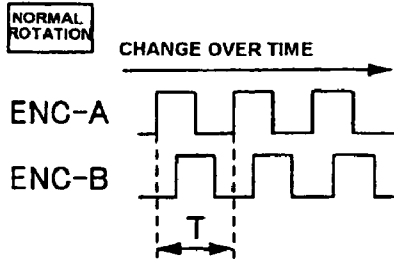 NORMAL
ROTATION
CHANGE OVER TIME
ENC-A
ENC-B
T